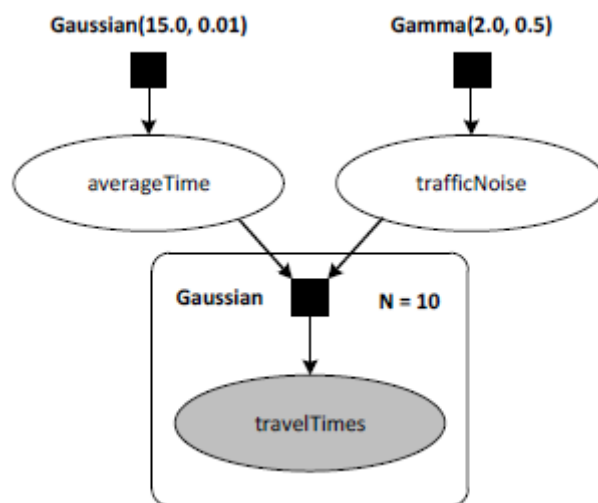 Gaussian(15.0, 0.01) Gamma(2.0, 0.5)
averageTime trafficNoise
Gaussian N = 10
travelTimes